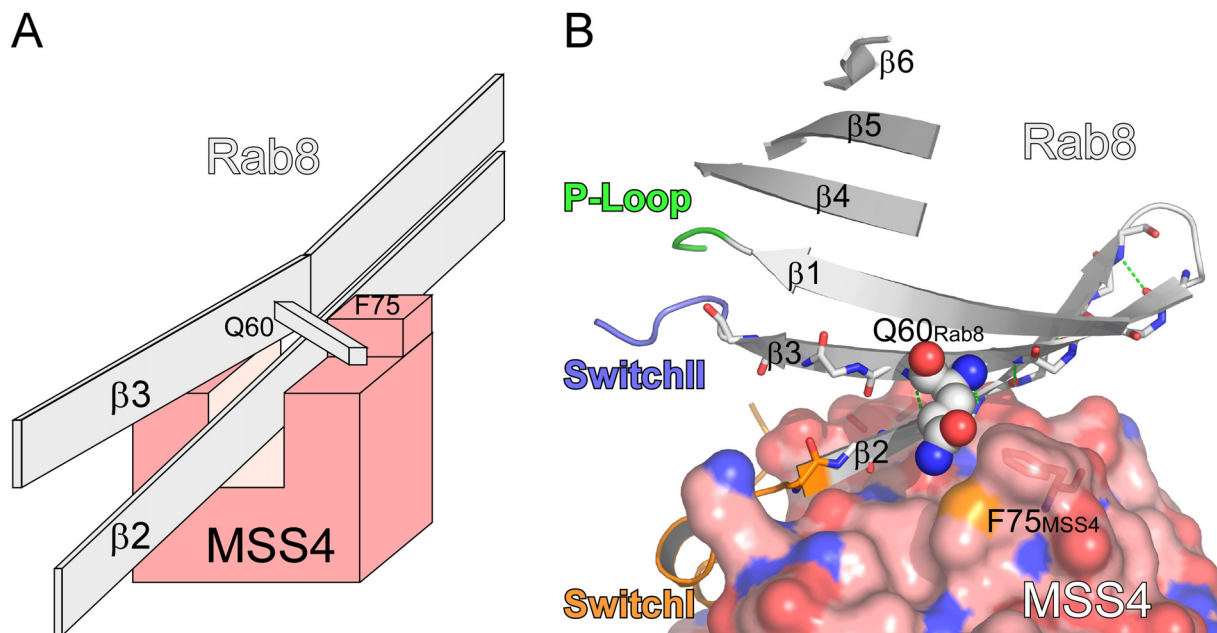 A
Rab8
F75
Q60
β3
β2
MSS4
B
β6
β5
Rab8
β4
P-Loop
β1
Q60Rab8
SwitchII
β3
β2
F75MSS4
SwitchI
MSS4